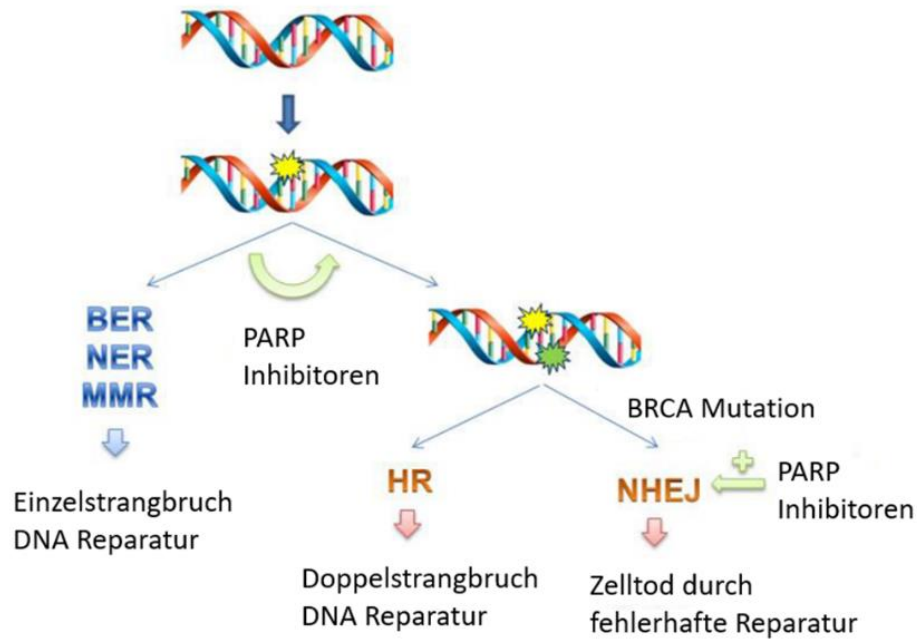 BER
NER
MMR
PARP
Inhibitoren
BRCA Mutation
Einzelstrangbruch
DNA Reparatur
HR
NHEJ
PARP
Inhibitoren
Doppelstrangbruch
DNA Reparatur
Zelltod durch
fehlerhafte Reparatur